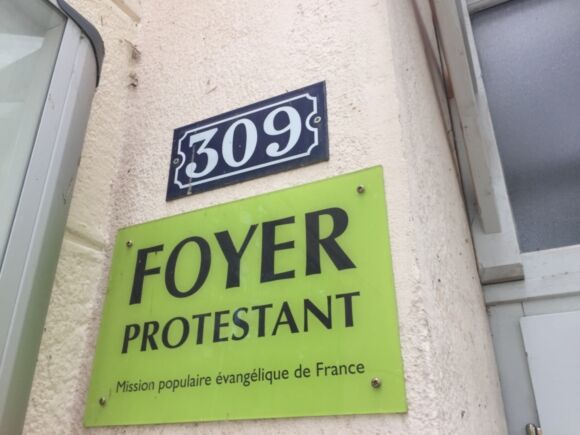 309
FOYER
PROTESTANT
Mission populaire évangélique de France